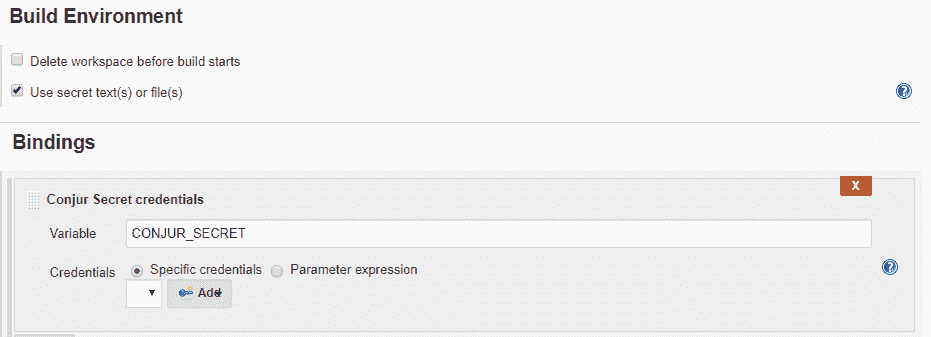 Build Environment
Delete workspace before build starts
Use secret text(s) or file(s)
?
Bindings
X
Conjur Secret credentials
Variable CONJUR_SECRET
Credentials Specific credentials Parameter expression
?
Add